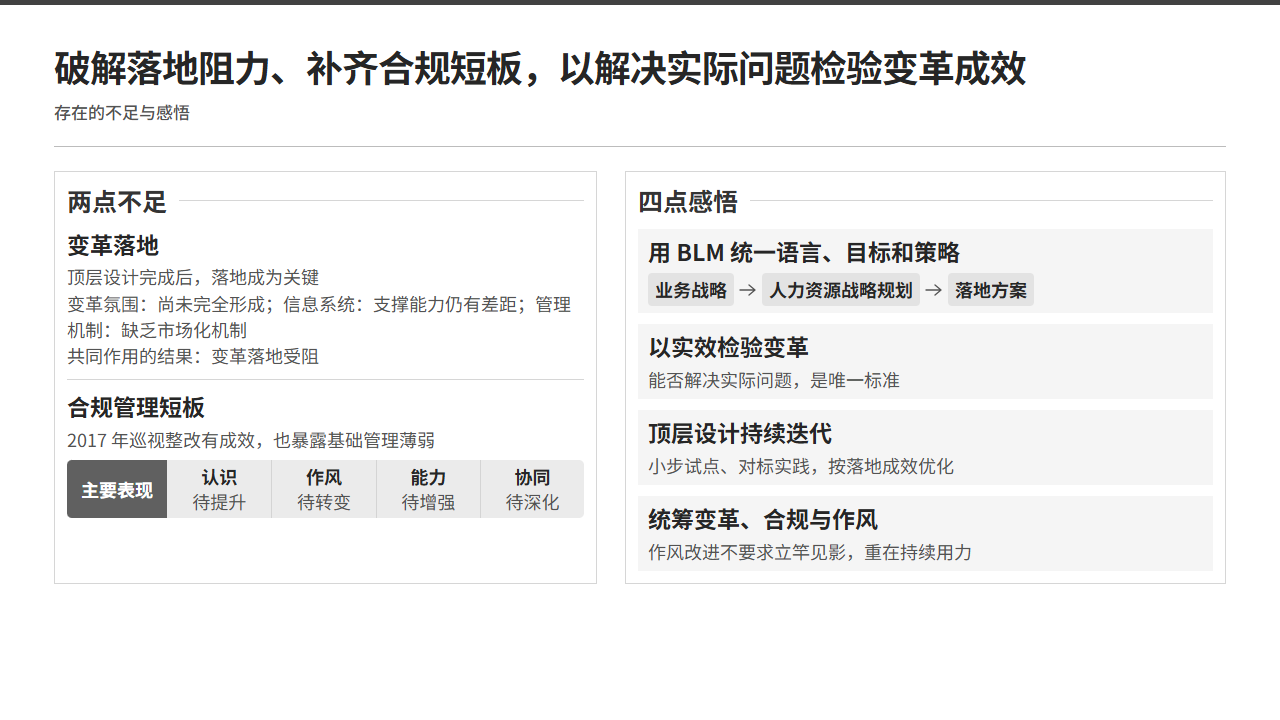 破解落地阻力、补齐合规短板，以解决实际问题检验变革成效
存在的不足与感悟
两点不足
变革落地
顶层设计完成后，落地成为关键
变革氛围：尚未完全形成；信息系统：支撑能力仍有差距；管理
机制：缺乏市场化机制
共同作用的结果：变革落地受阻
合规管理短板
2017 年巡视整改有成效，也暴露基础管理薄弱
主要表现
认识
待提升
作风
待转变
能力
待增强
协同
待深化
四点感悟
用 BLM 统一语言、目标和策略
业务战略 → 人力资源战略规划 → 落地方案
以实效检验变革
能否解决实际问题，是唯一标准
顶层设计持续迭代
小步试点、对标实践，按落地成效优化
统筹变革、合规与作风
作风改进不要求立竿见影，重在持续用力